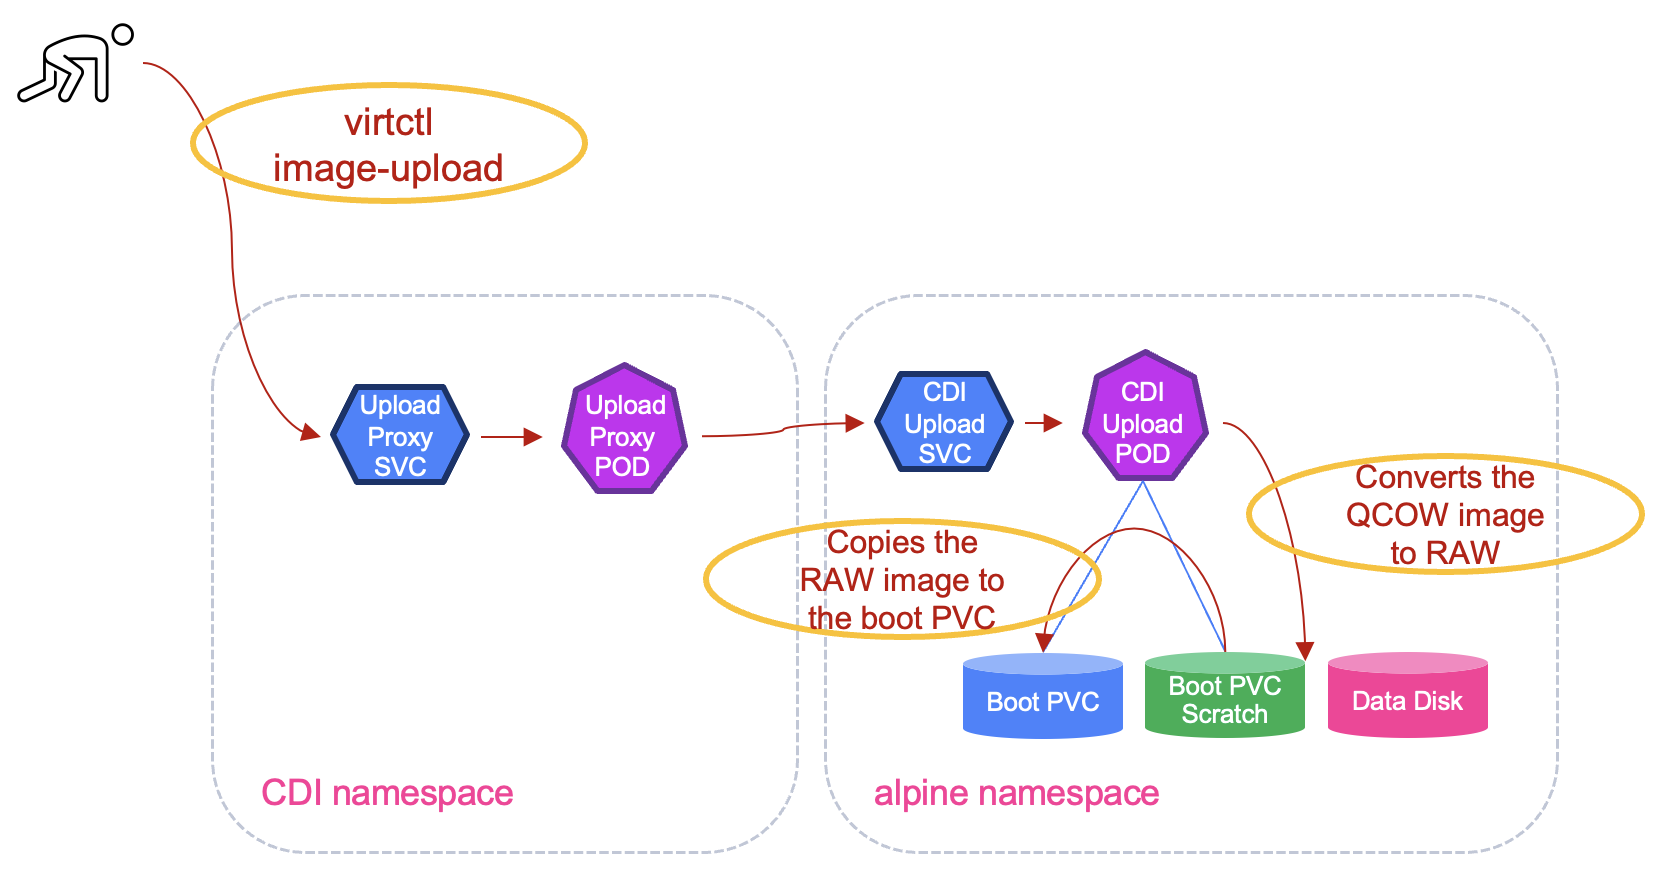 virtctl
image-upload
Upload
Proxy
SVC
Upload
Proxy
POD
CDI
Upload
SVC
CDI
Upload
POD
Converts the
QCOW image
to RAW
Copies the
RAW image to
the boot PVC
Boot PVC
Boot PVC
Scratch
Data Disk
CDI namespace
alpine namespace